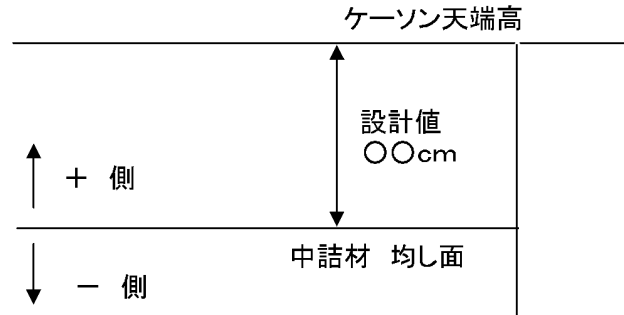 ケーソン天端高
設計値
〇〇cm
＋ 側
中詰材 均し面
－ 側